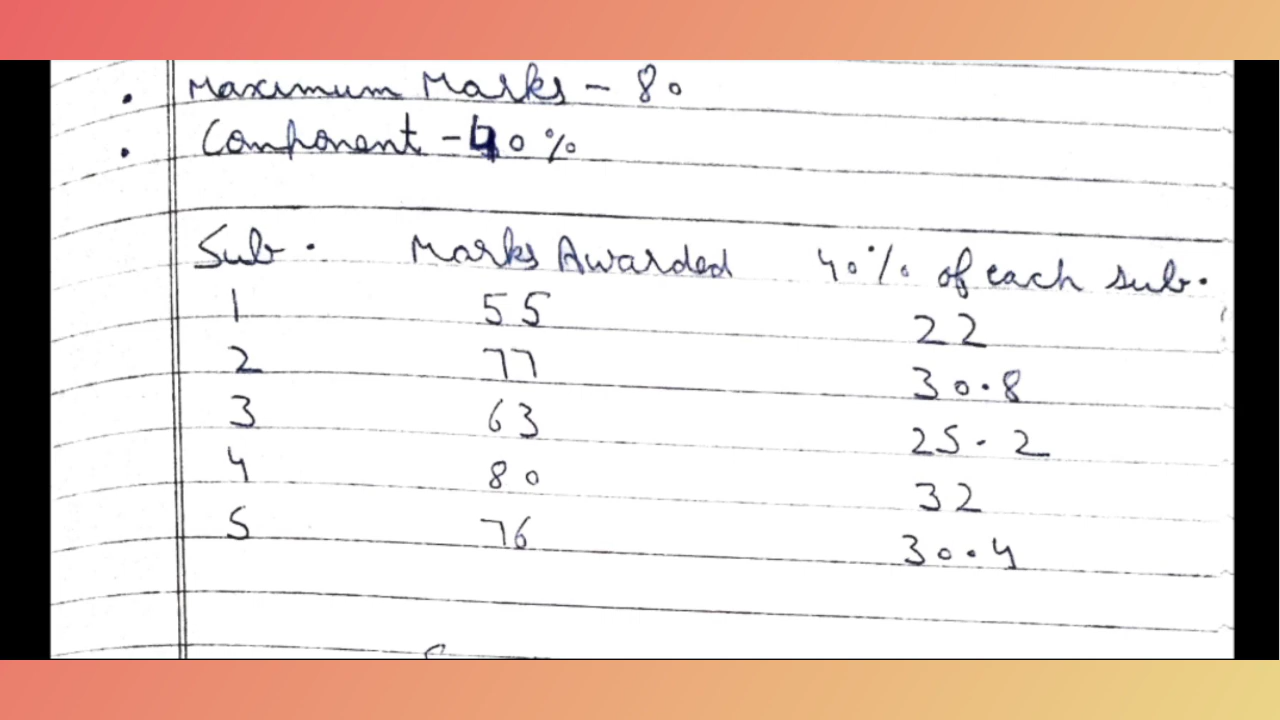 • Maximum Marks - 80
• Component - 40%
Sub. Marks Awarded 40% of each sub.
1 55 22
2 77 30.8
3 63 25.2
4 80 32
5 76 30.4